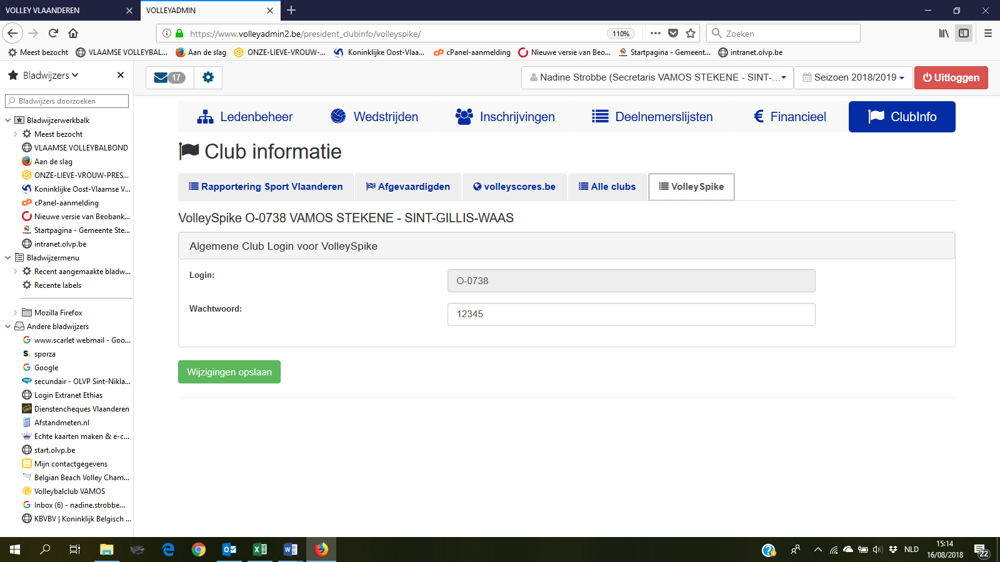 VOLLEY VLAANDEREN
VOLLEYADMIN
https://www.volleyadmin2.be/president_clubinfo/volleyspike/
110%
Zoeken
Meest bezocht
VLAAMSE VOLLEYBAL...
Aan de slag
ONZE-LIEVE-VROUW-...
Koninklijke Oost-Vlaa...
cPanel-aanmelding
Nieuwe versie van Beo...
Startpagina - Gemeent...
intranet.olvp.be
Bladwijzers
17
Nadine Strobbe (Secretaris VAMOS STEKENE - SINT-...
Seizoen 2018/2019
Uitloggen
Bladwijzers doorzoeken
Bladwijzerwerkbalk
Meest bezocht
VLAAMSE VOLLEYBALBOND
Aan de slag
ONZE-LIEVE-VROUW-PRES...
Koninklijke Oost-Vlaamse V...
cPanel-aanmelding
Nieuwe versie van Beobank...
Startpagina - Gemeente Ste...
intranet.olvp.be
Bladwijzermenu
Recent aangemaakte bladw...
Recente labels
Mozilla Firefox
Andere bladwijzers
www.scarlet webmail - Goo...
sporza
Google
secundair - OLVP Sint-Nikla...
Login Extranet Ethias
Dienstencheques Vlaanderen
Afstandmeten.nl
Echte kaarten maken & e-c...
start.olvp.be
Mijn contactgegevens
Belgian Beach Volley Cham...
Volleybalclub VAMOS
Inbox (6) - nadine.strobbe...
KBVBV | Koninklijk Belgisch ...
Ledenbeheer
Wedstrijden
Inschrijvingen
Deelnemerslijsten
Financieel
ClubInfo
Club informatie
Rapportering Sport Vlaanderen
Afgevaardigden
volleyscores.be
Alle clubs
VolleySpike
VolleySpike O-0738 VAMOS STEKENE - SINT-GILLIS-WAAS
Algemene Club Login voor VolleySpike
Login:
O-0738
Wachtwoord:
12345
Wijzigingen opslaan
NLD
15:14
16/08/2018
22